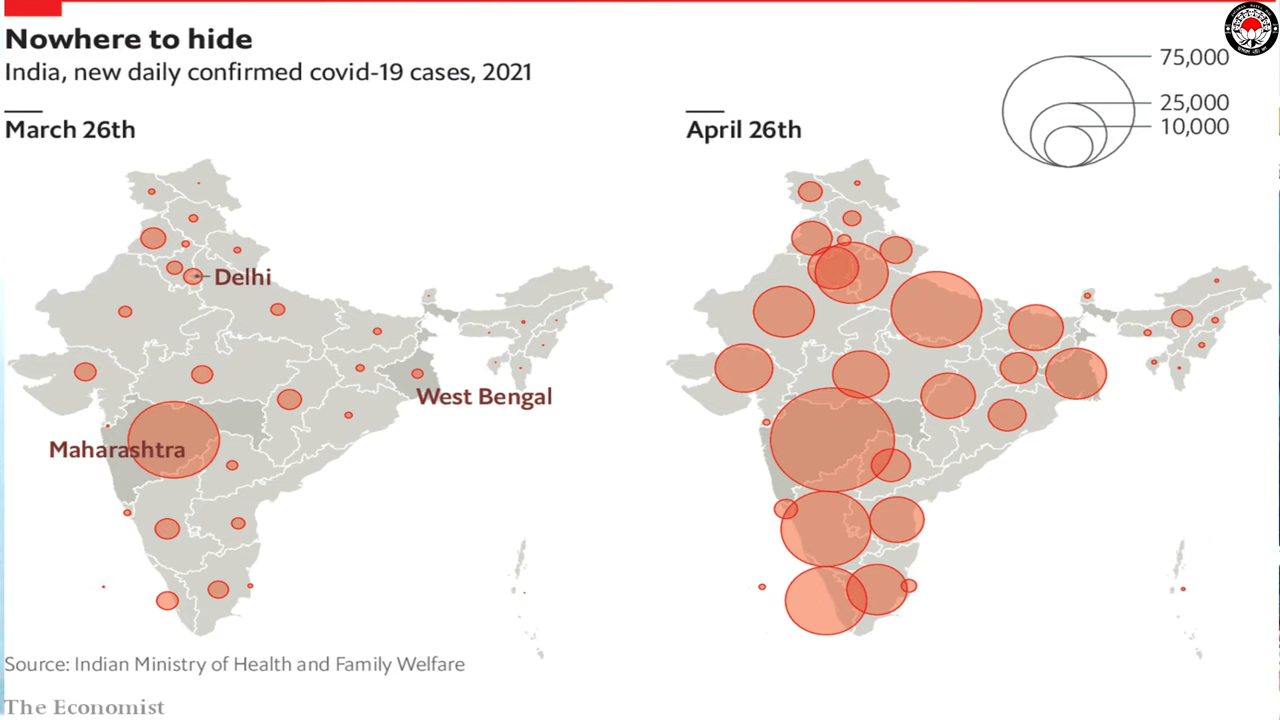 Nowhere to hide
India, new daily confirmed covid-19 cases, 2021
75,000
25,000
10,000
March 26th
April 26th
Delhi
West Bengal
Maharashtra
Source: Indian Ministry of Health and Family Welfare
The Economist